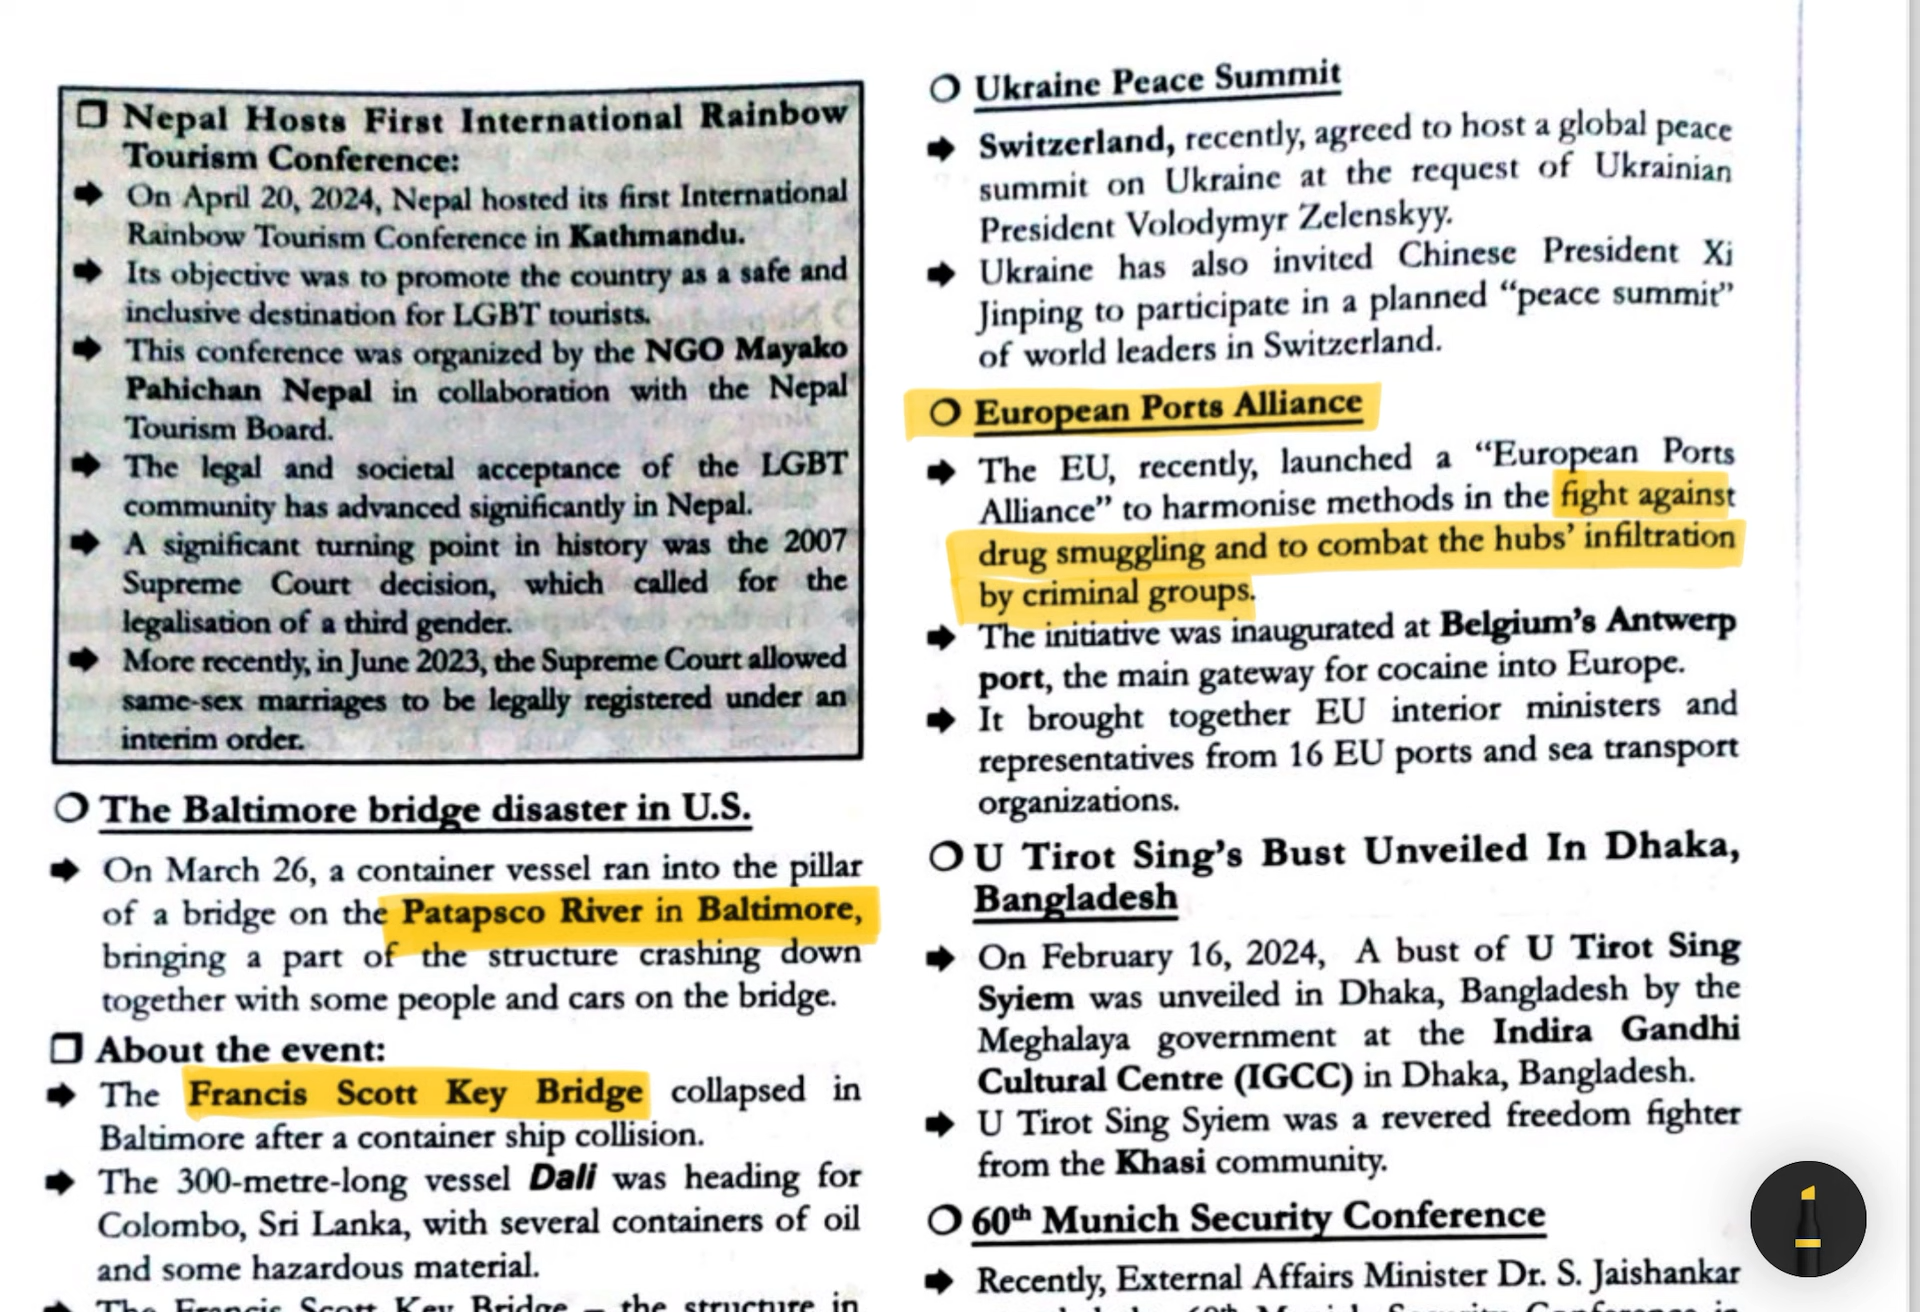 ❐ Nepal Hosts First International Rainbow
Tourism Conference:
➡ On April 20, 2024, Nepal hosted its first International
Rainbow Tourism Conference in Kathmandu.
➡ Its objective was to promote the country as a safe and
inclusive destination for LGBT tourists.
➡ This conference was organized by the NGO Mayako
Pahichan Nepal in collaboration with the Nepal
Tourism Board.
➡ The legal and societal acceptance of the LGBT
community has advanced significantly in Nepal.
➡ A significant turning point in history was the 2007
Supreme Court decision, which called for the
legalisation of a third gender.
➡ More recently, in June 2023, the Supreme Court allowed
same-sex marriages to be legally registered under an
interim order.
❍ The Baltimore bridge disaster in U.S.
➡ On March 26, a container vessel ran into the pillar
of a bridge on the Patapsco River in Baltimore,
bringing a part of the structure crashing down
together with some people and cars on the bridge.
❐ About the event:
➡ The Francis Scott Key Bridge collapsed in
Baltimore after a container ship collision.
➡ The 300-metre-long vessel Dali was heading for
Colombo, Sri Lanka, with several containers of oil
and some hazardous material.
➡ The Francis Scott Key Bridge – the structure in
❍ Ukraine Peace Summit
➡ Switzerland, recently, agreed to host a global peace
summit on Ukraine at the request of Ukrainian
President Volodymyr Zelenskyy.
➡ Ukraine has also invited Chinese President Xi
Jinping to participate in a planned “peace summit”
of world leaders in Switzerland.
❍ European Ports Alliance
➡ The EU, recently, launched a “European Ports
Alliance” to harmonise methods in the fight against
drug smuggling and to combat the hubs’ infiltration
by criminal groups.
➡ The initiative was inaugurated at Belgium’s Antwerp
port, the main gateway for cocaine into Europe.
➡ It brought together EU interior ministers and
representatives from 16 EU ports and sea transport
organizations.
❍ U Tirot Sing’s Bust Unveiled In Dhaka,
Bangladesh
➡ On February 16, 2024, A bust of U Tirot Sing
Syiem was unveiled in Dhaka, Bangladesh by the
Meghalaya government at the Indira Gandhi
Cultural Centre (IGCC) in Dhaka, Bangladesh.
➡ U Tirot Sing Syiem was a revered freedom fighter
from the Khasi community.
❍ 60th Munich Security Conference
➡ Recently, External Affairs Minister Dr. S. Jaishankar
60th Munich Security Conference in